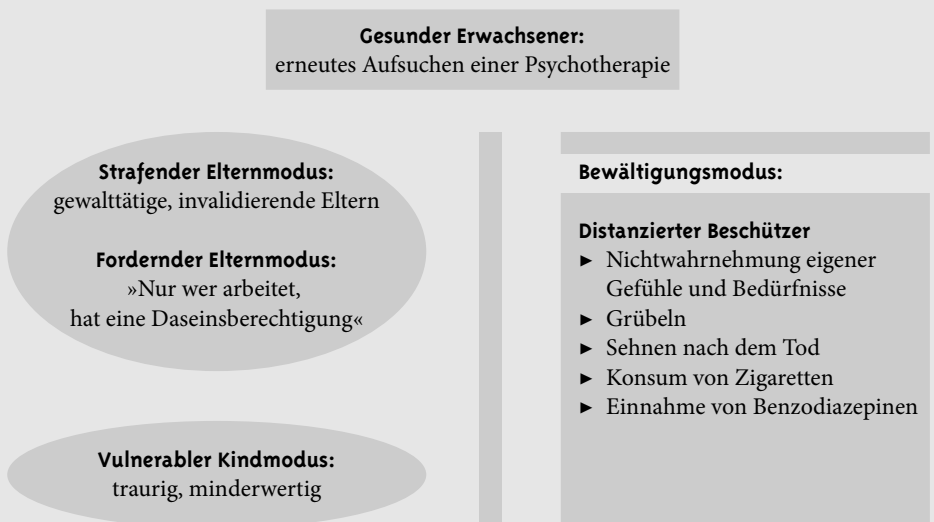 Gesunder Erwachsener:
erneutes Aufsuchen einer Psychotherapie
Strafender Elternmodus:
gewalttätige, invalidierende Eltern
Fordernder Elternmodus:
»Nur wer arbeitet,
hat eine Daseinsberechtigung«
Vulnerabler Kindmodus:
traurig, minderwertig
Bewältigungsmodus:
Distanzierter Beschützer
► Nichtwahrnehmung eigener
Gefühle und Bedürfnisse
► Grübeln
► Sehnen nach dem Tod
► Konsum von Zigaretten
► Einnahme von Benzodiazepinen